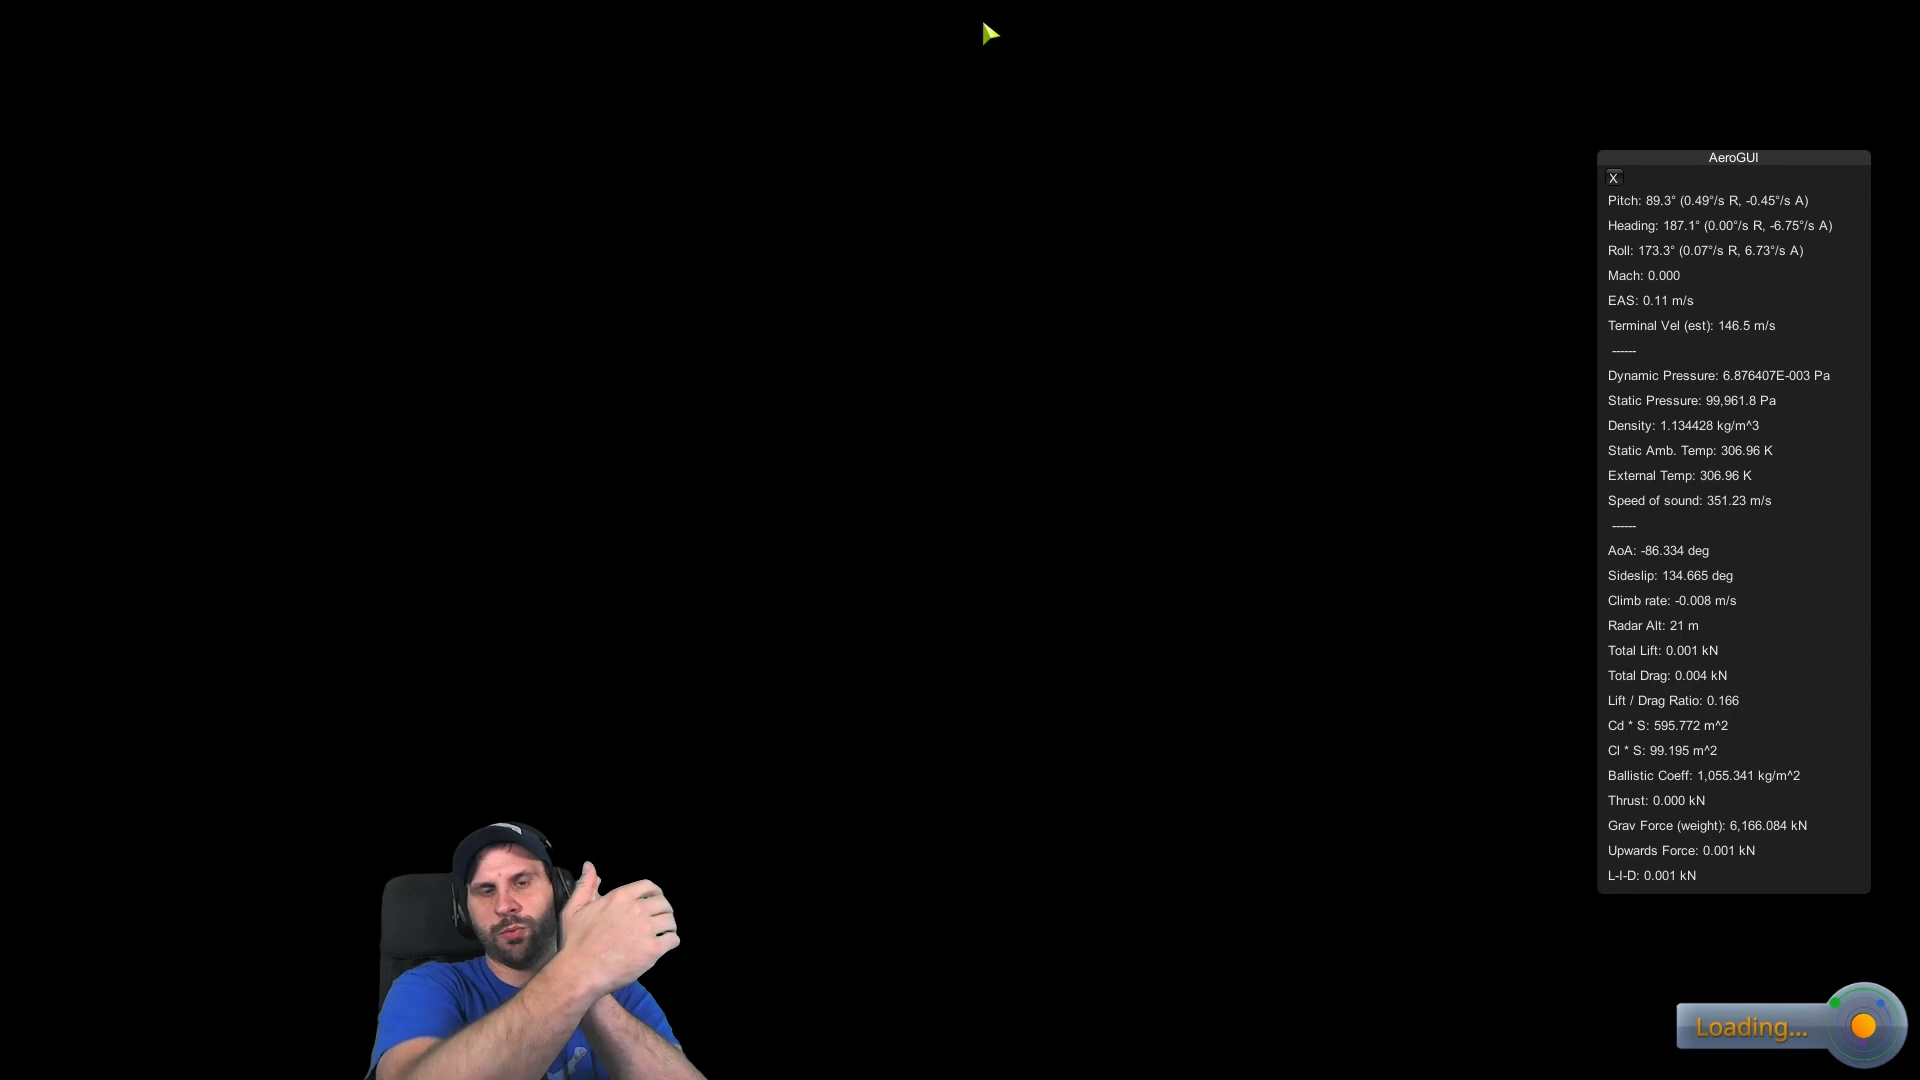 AeroGUI
X
Pitch: 89.3° (0.49°/s R, -0.45°/s A)
Heading: 187.1° (0.00°/s R, -6.75°/s A)
Roll: 173.3° (0.07°/s R, 6.73°/s A)
Mach: 0.000
EAS: 0.11 m/s
Terminal Vel (est): 146.5 m/s
------
Dynamic Pressure: 6.876407E-003 Pa
Static Pressure: 99,961.8 Pa
Density: 1.134428 kg/m^3
Static Amb. Temp: 306.96 K
External Temp: 306.96 K
Speed of sound: 351.23 m/s
------
AoA: -86.334 deg
Sideslip: 134.665 deg
Climb rate: -0.008 m/s
Radar Alt: 21 m
Total Lift: 0.001 kN
Total Drag: 0.004 kN
Lift / Drag Ratio: 0.166
Cd * S: 595.772 m^2
Cl * S: 99.195 m^2
Ballistic Coeff: 1,055.341 kg/m^2
Thrust: 0.000 kN
Grav Force (weight): 6,166.084 kN
Upwards Force: 0.001 kN
L-I-D: 0.001 kN
Loading...